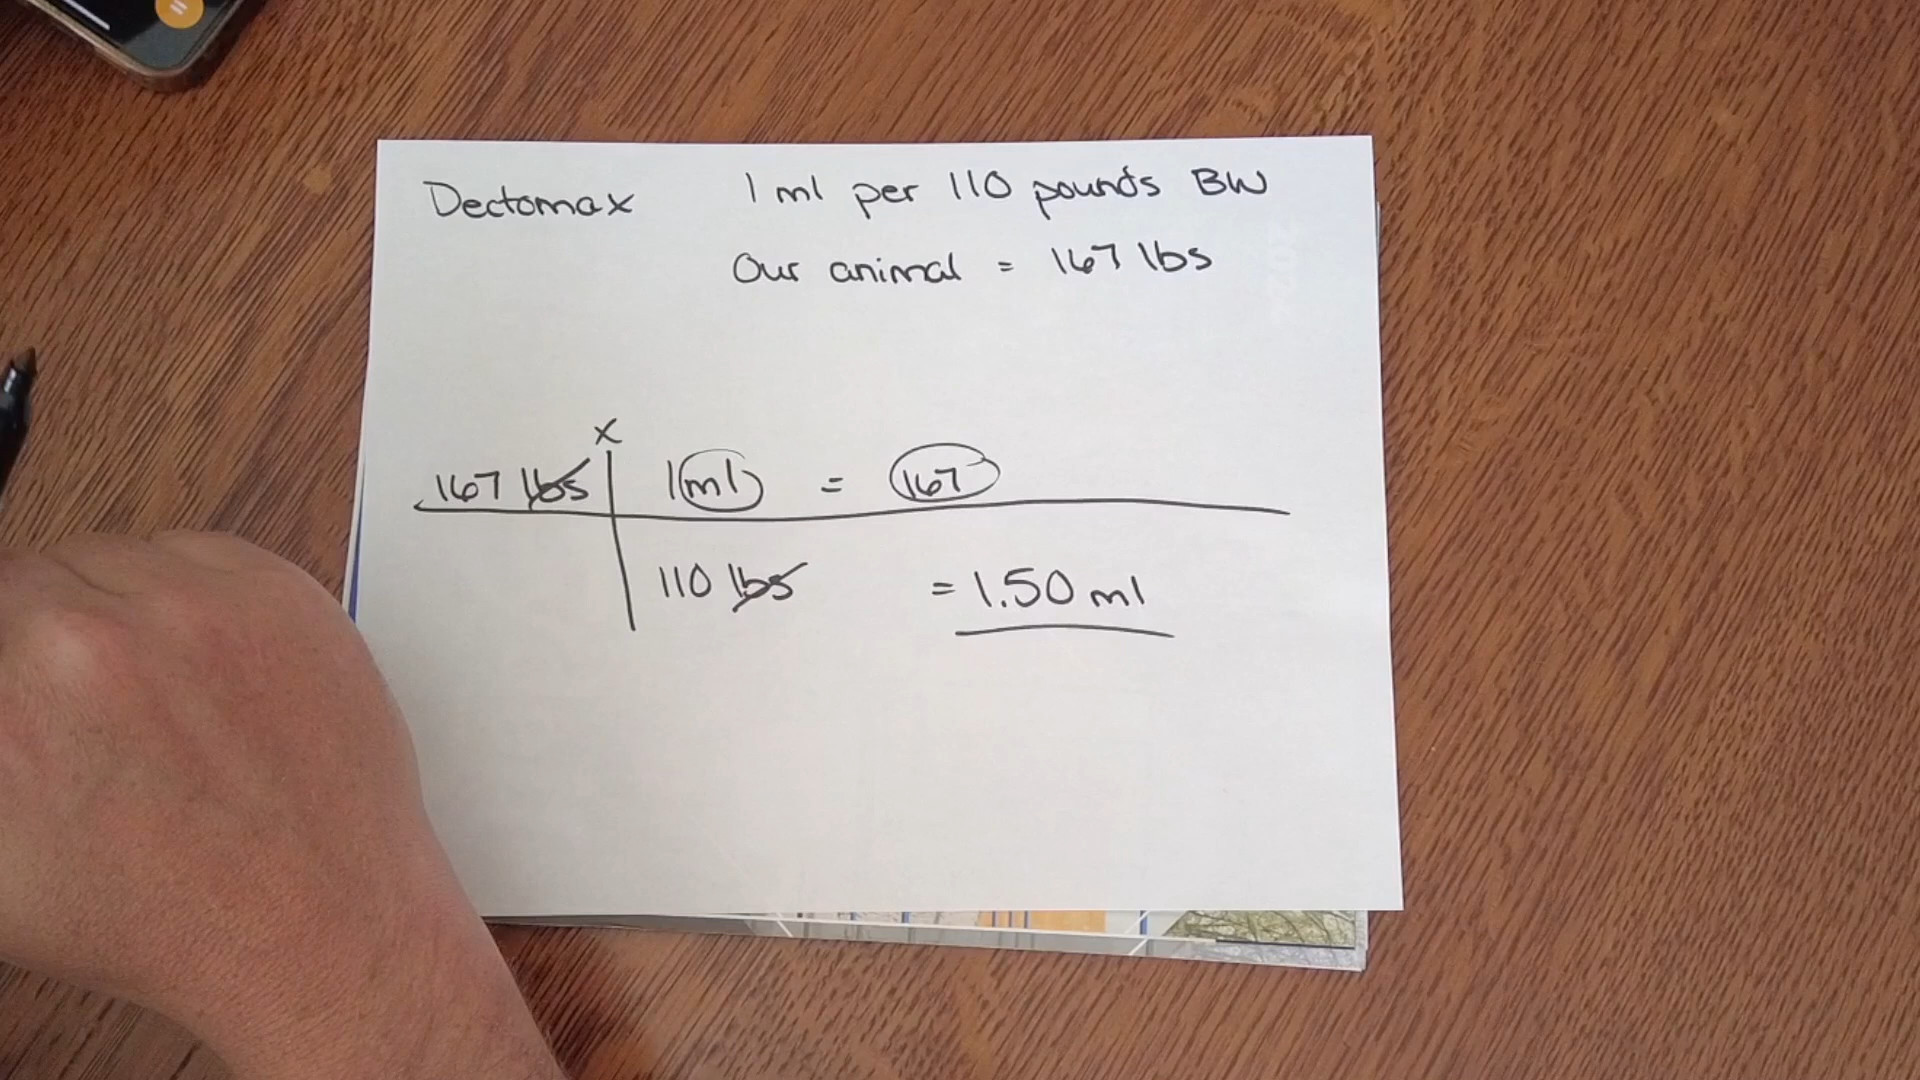 Dectomax 1 ml per 110 pounds BW
Our animal = 167 lbs
x
167 lbs 1 ml = 167
110 lbs = 1.50 ml